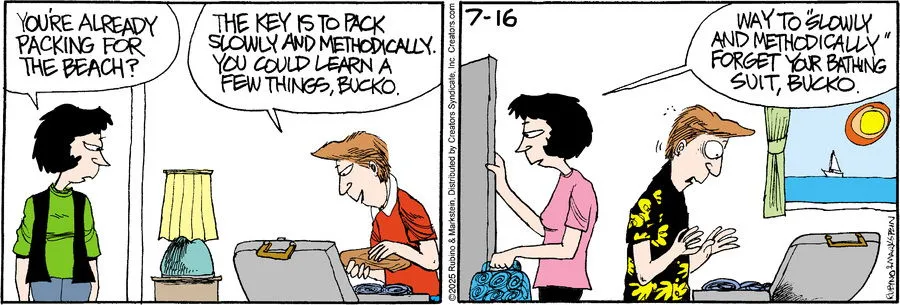 YOU'RE ALREADY
PACKING FOR
THE BEACH?
THE KEY IS TO PACK
SLOWLY AND METHODICALLY.
YOU COULD LEARN A
FEW THINGS, BUCKO.
©2025 Rubino & Markstein, Distributed by Creators Syndicate, Inc. Creators.com
7-16
WAY TO "SLOWLY
AND METHODICALLY"
FORGET YOUR BATHING
SUIT, BUCKO.
RUBINO
& MARKSTEIN